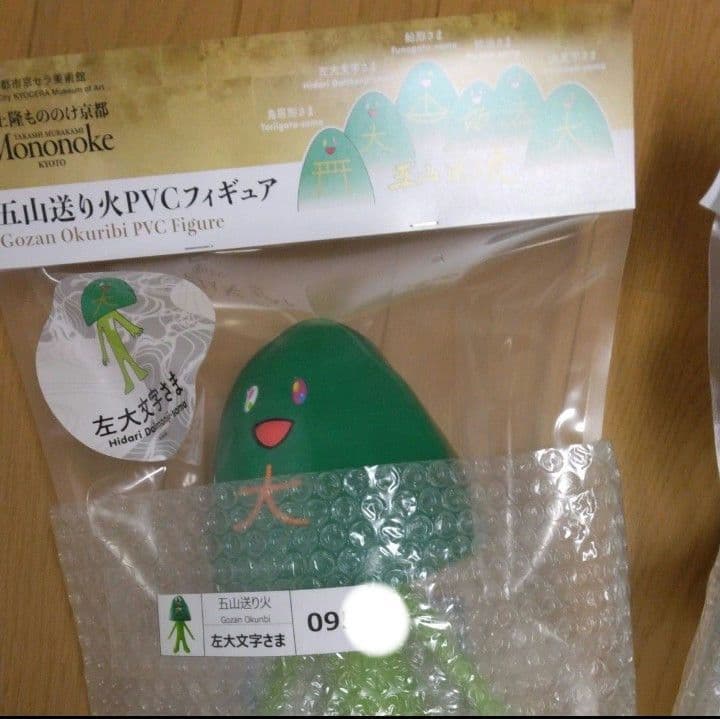 都市京セラ美術館
City KYOCERA Museum of Art
上隆もののけ京都
TAKASHI MURAKAMI
Mononoke
KYOTO
鳥居形さま
Toriigata-sama
左大文字さま
Hidari Daimonji-sama
船形さま
Funagata-sama
大
五山送り火PVCフィギュア
Gozan Okuribi PVC Figure
大
左大文字さま
Hidari Daimonji-sama
大
五山送り火
Gozan Okuribi
左大文字さま
09